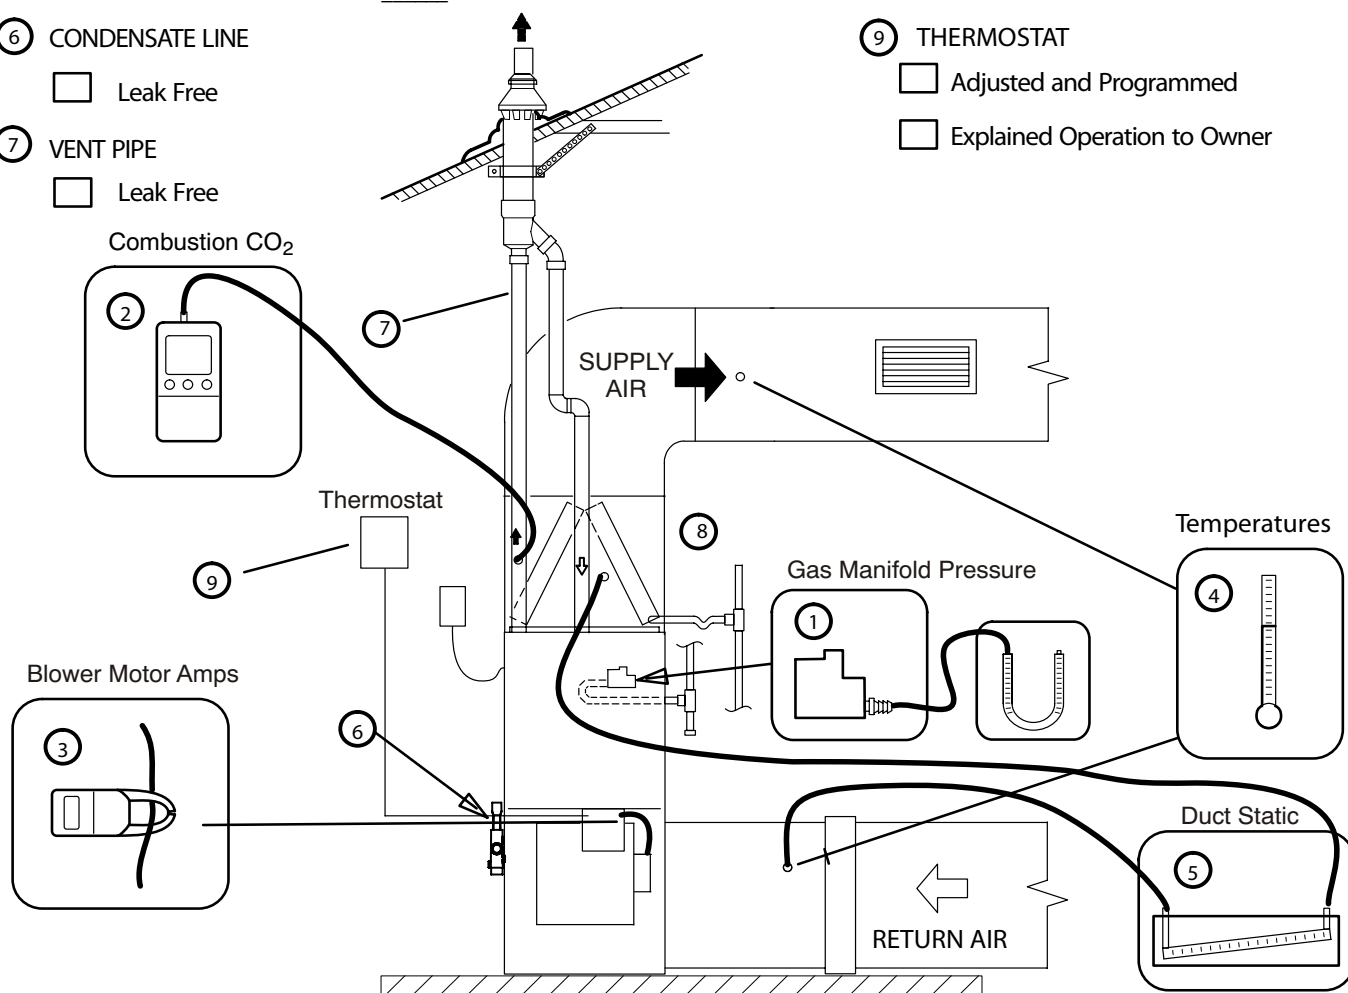 6 CONDENSATE LINE
Leak Free
7 VENT PIPE
Leak Free
9 THERMOSTAT
Adjusted and Programmed
Explained Operation to Owner
Combustion CO2
2
7
SUPPLY
AIR
Thermostat
9
8
Gas Manifold Pressure
1
Temperatures
4
Blower Motor Amps
3
6
Duct Static
5
RETURN AIR